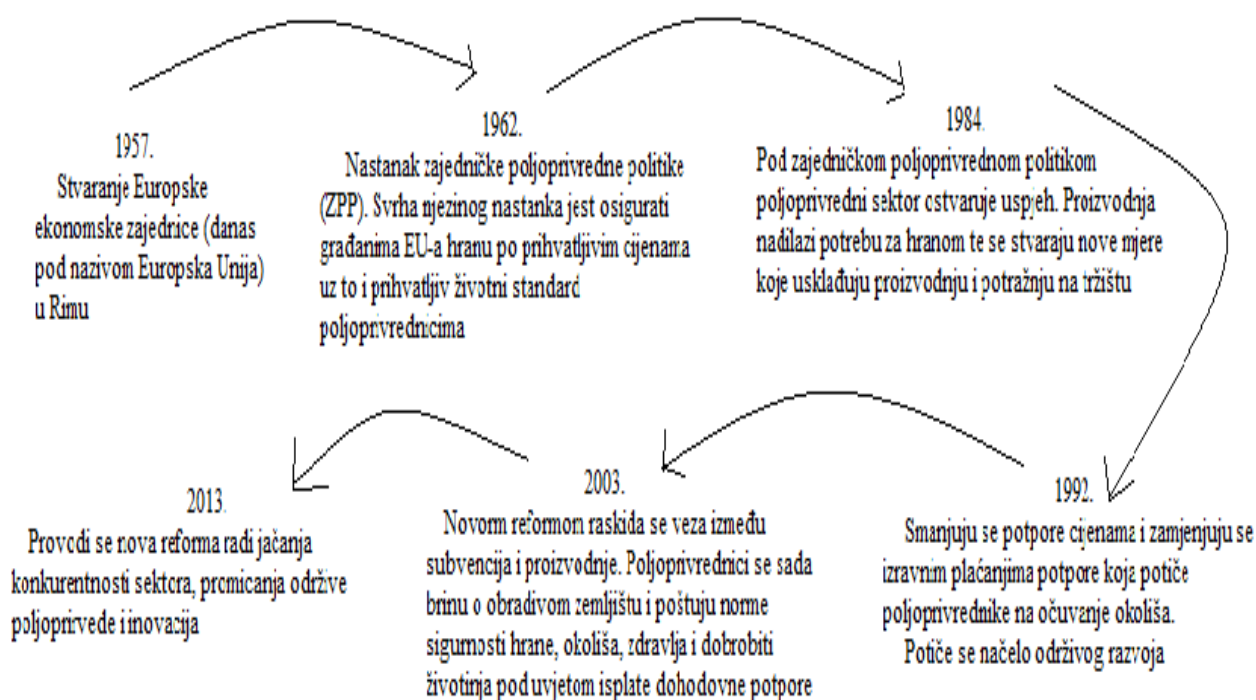 1957.
Stvaranje Europske
ekonomske zajednice (danas
pod nazivom Europska Unija)
u Rimu
1962.
Nastanak zajedničke poljoprivredne politike
(ZPP). Svrha njezinog nastanka jest osigurati
građanima EU-a hranu po prihvatljivim cijenama
uz to i prihvatljiv životni standard
poljoprivrednicima
1984.
Pod zajedničkom poljoprivrednom politikom
poljoprivredni sektor ostvaruje uspjeh. Proizvodnja
nadilazi potrebu za hranom te se stvaraju nove mjere
koje usklađuju proizvodnju i potražnju na tržištu
1992.
Smanjuju se potpore cijenama i zamjenjuju se
izravnim plaćanjima potpore koja potiče
poljoprivrednike na očuvanje okoliša.
Potiče se načelo održivog razvoja
2003.
Novom reformom raskida se veza između
subvencija i proizvodnje. Poljoprivrednici se sada
brinu o obradivom zemljištu i poštuju norme
sigurnosti hrane, okoliša, zdravlja i dobrobiti
životinja pod uvjetom isplate dohodovne potpore
2013.
Provodi se nova reforma radi jačanja
konkurentnosti sektora, promicanja održive
poljoprirvede i inovacija